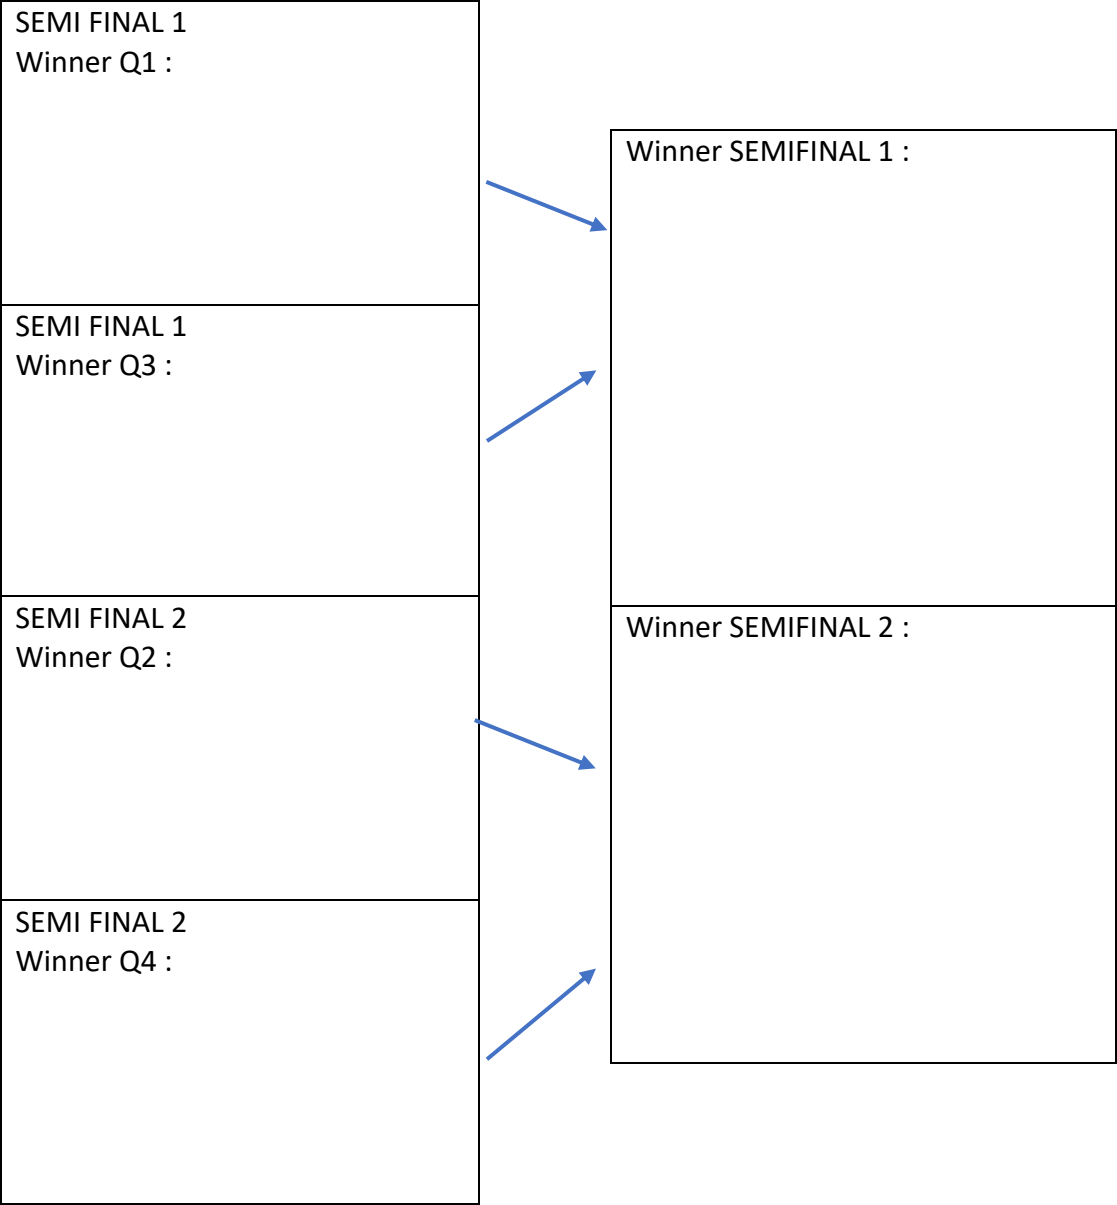 SEMI FINAL 1
Winner Q1 :
SEMI FINAL 1
Winner Q3 :
SEMI FINAL 2
Winner Q2 :
SEMI FINAL 2
Winner Q4 :
Winner SEMIFINAL 1 :
Winner SEMIFINAL 2 :